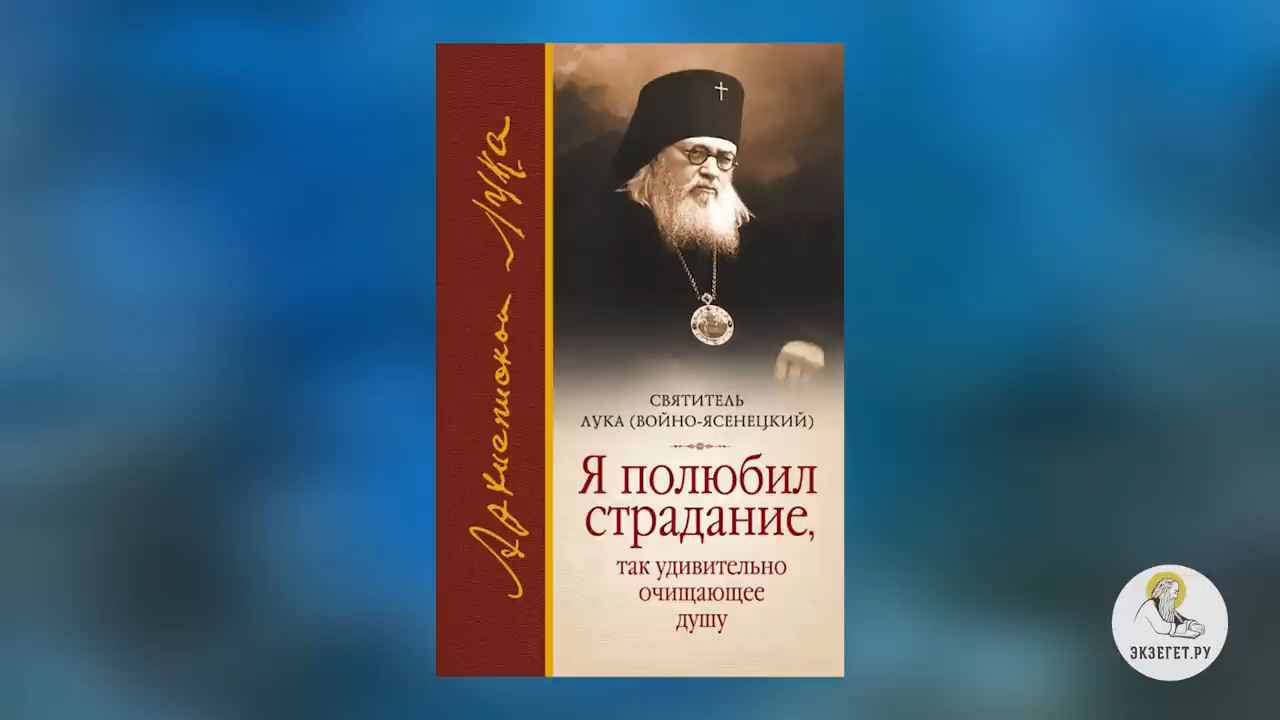 Архиепископ Лука
СВЯТИТЕЛЬ
ЛУКА (ВОЙНО-ЯСЕНЕЦКИЙ)
Я полюбил
страдание,
так удивительно
очищающее
душу
ЭКЗЕГЕТ.РУ